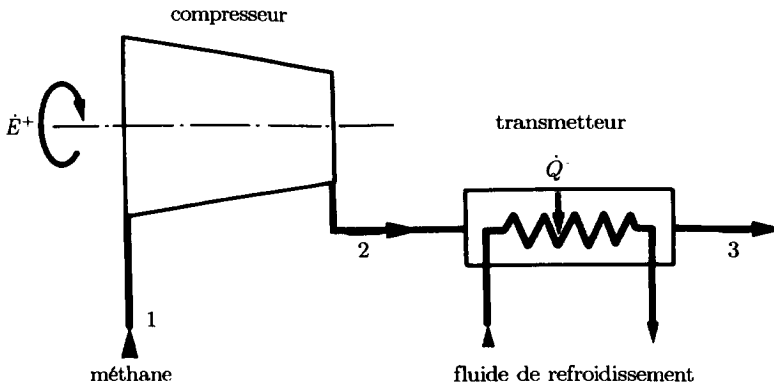 compresseur
Ė⁺
transmetteur
Q̇
2
3
1
méthane
fluide de refroidissement